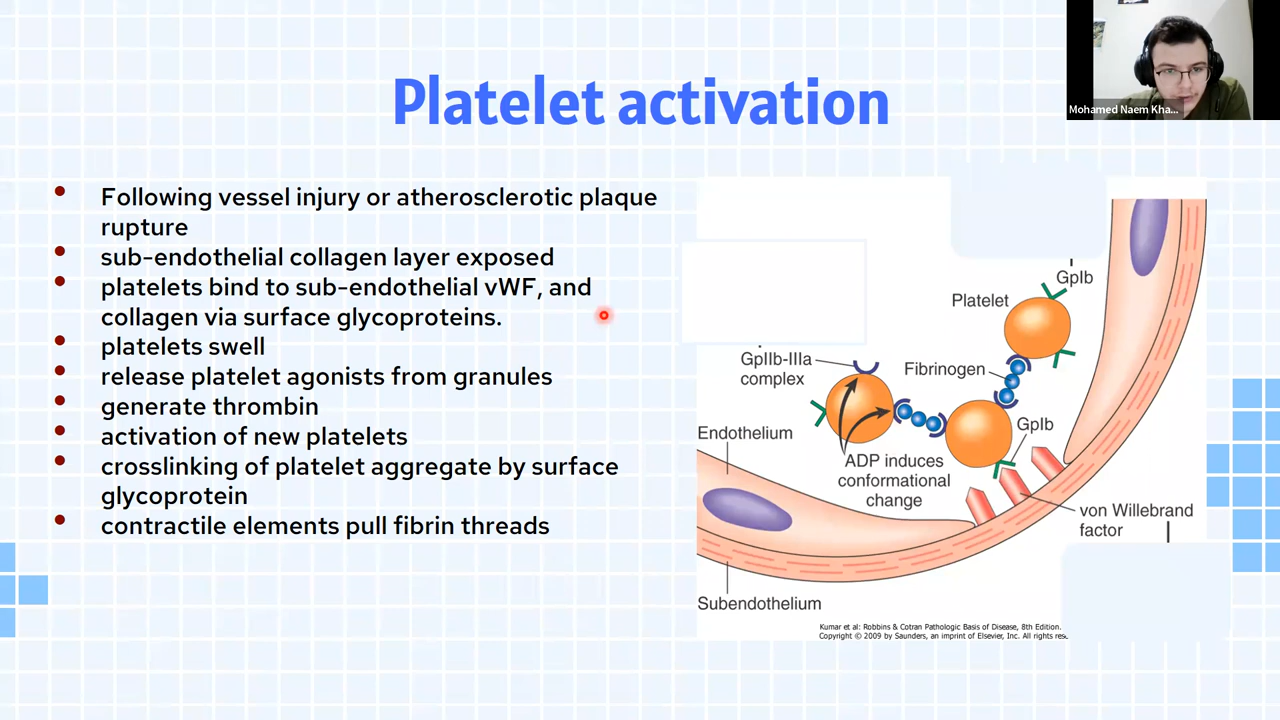 Mohamed Naem Kha...
Platelet activation
• Following vessel injury or atherosclerotic plaque
rupture
• sub-endothelial collagen layer exposed
• platelets bind to sub-endothelial vWF, and
collagen via surface glycoproteins.
• platelets swell
• release platelet agonists from granules
• generate thrombin
• activation of new platelets
• crosslinking of platelet aggregate by surface
glycoprotein
• contractile elements pull fibrin threads
GpIb
Platelet
GpIIb-IIIa
complex
Fibrinogen
GpIb
Endothelium
ADP induces
conformational
change
von Willebrand
factor
Subendothelium
Kumar et al: Robbins & Cotran Pathologic Basis of Disease, 8th Edition.
Copyright © 2009 by Saunders, an imprint of Elsevier, Inc. All rights